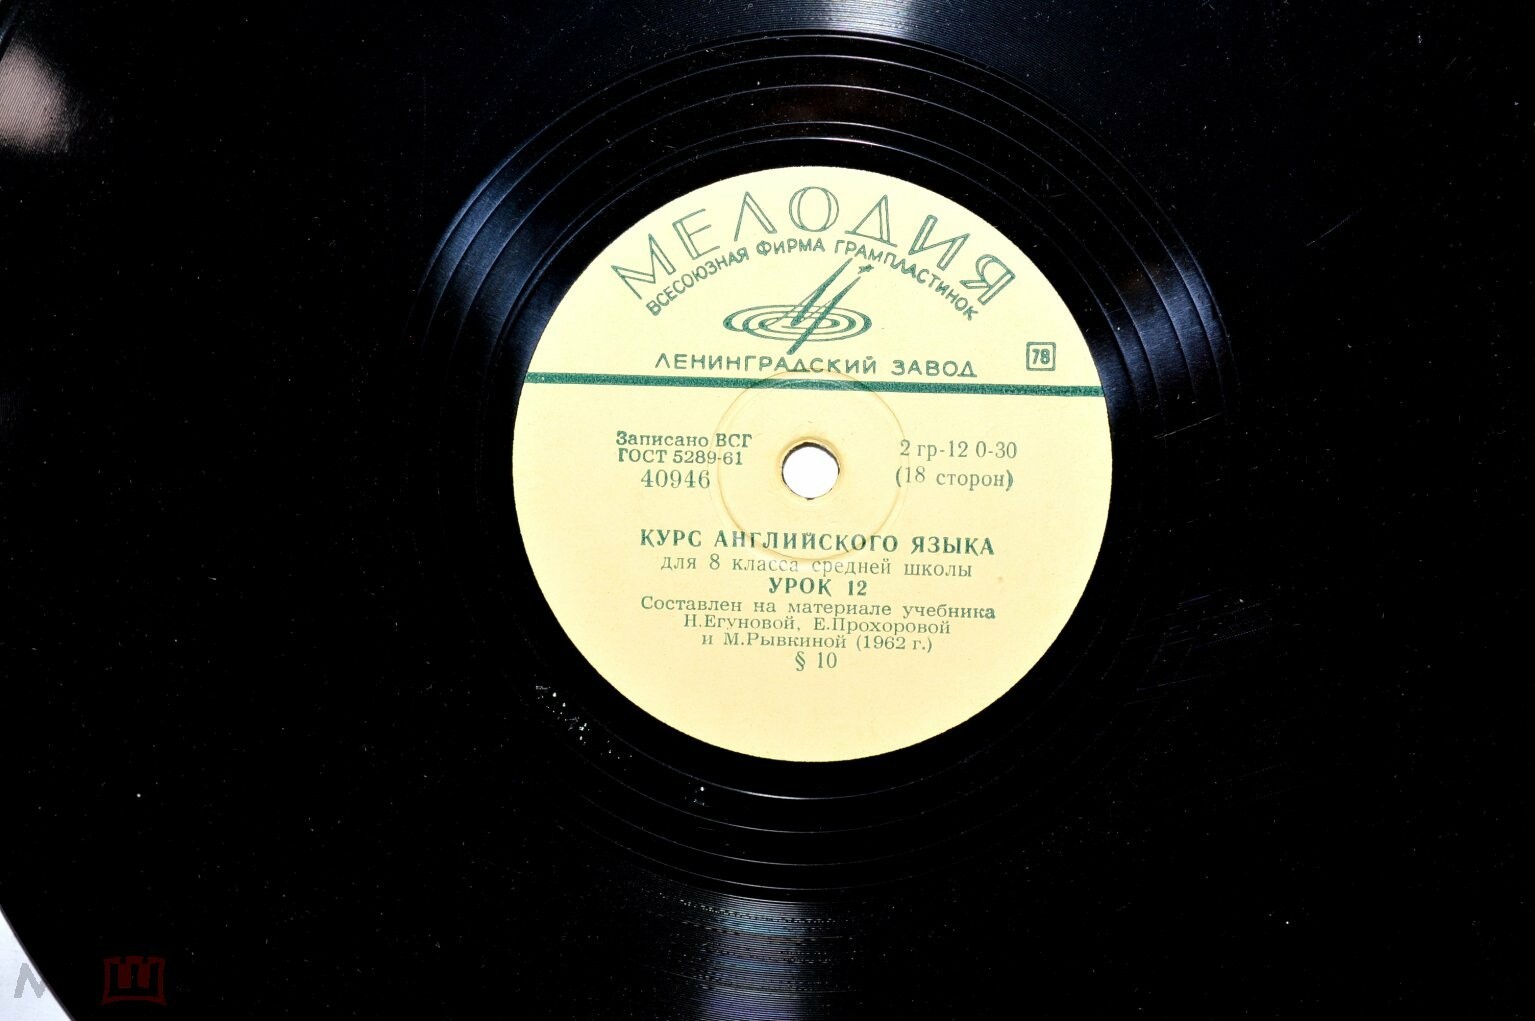 МЕЛОДИЯ
ВСЕСОЮЗНАЯ ФИРМА ГРАМПЛАСТИНОК
ЛЕНИНГРАДСКИЙ ЗАВОД
78
Записано ВСГ
ГОСТ 5289-61
40946
2 гр-12 0-30
(18 сторон)
КУРС АНГЛИЙСКОГО ЯЗЫКА
для 8 класса средней школы
УРОК 12
Составлен на материале учебника
Н.Егуновой, Е.Прохоровой
и М.Рывкиной (1962 г.)
§ 10